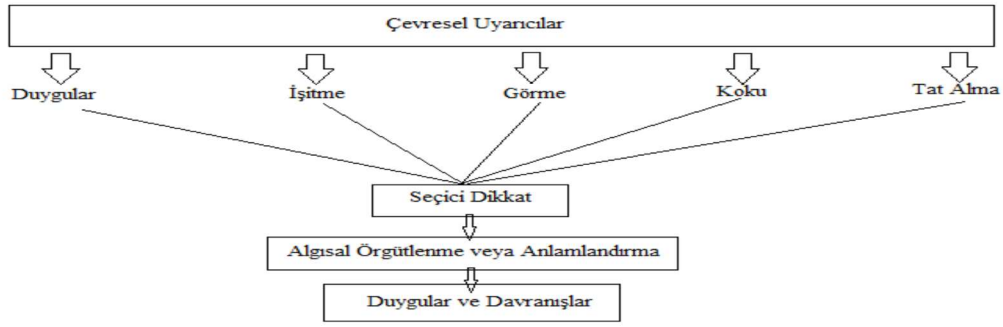 Çevresel Uyarıcılar
Duygular
İşitme
Görme
Koku
Tat Alma
Seçici Dikkat
Algısal Örgütlenme veya Anlamlandırma
Duygular ve Davranışlar